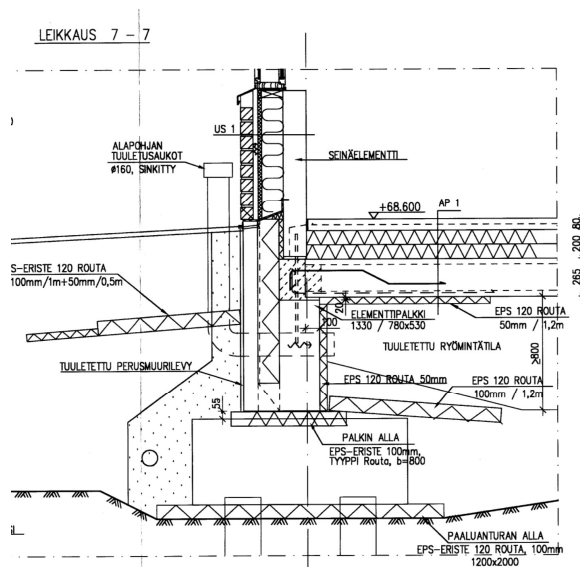 LEIKKAUS 7 - 7
US 1
ALAPOHJAN
TUULETUSAUKOT
ø160, SINKITTY
SEINÄELEMENTTI
+68.600
AP 1
80
200
265
PS-ERISTE 120 ROUTA
100mm/1m+50mm/0,5m
20
200
ELEMENTTIPALKKI
1330 / 780x530
EPS 120 ROUTA
50mm / 1,2m
TUULETETTU RYÖMINTÄTILA
≥800
TUULETETTU PERUSMUURILEVY
EPS 120 ROUTA 50mm
EPS 120 ROUTA
100mm / 1,2m
55
PALKIN ALLA
EPS-ERISTE 100mm,
TYYPPI Routa, b=800
PAALUANTURAN ALLA
EPS-ERISTE 120 ROUTA, 100mm
1200x2000